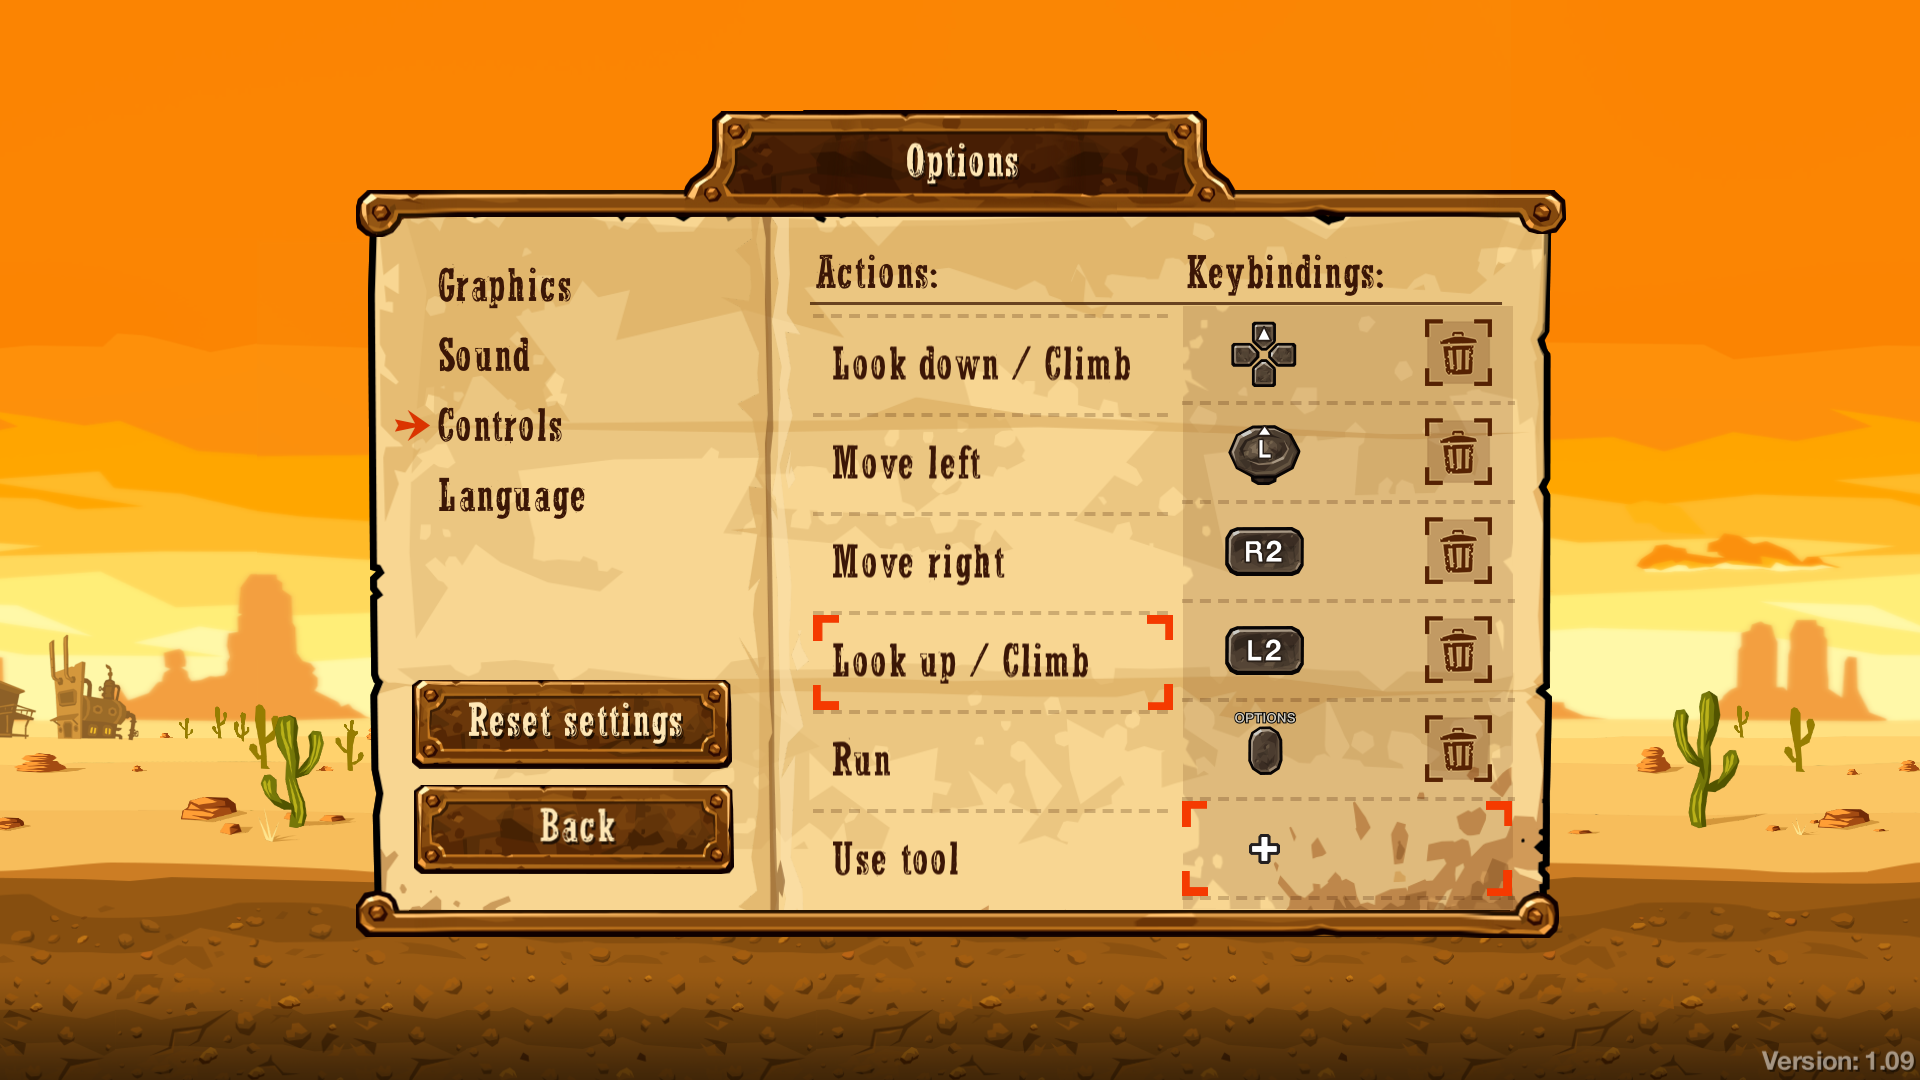 Options
Graphics
Sound
Controls
Language
Reset settings
Back
Actions:
Keybindings:
Look down / Climb
Move left
L
Move right
R2
Look up / Climb
L2
OPTIONS
Run
Use tool
Version: 1.09